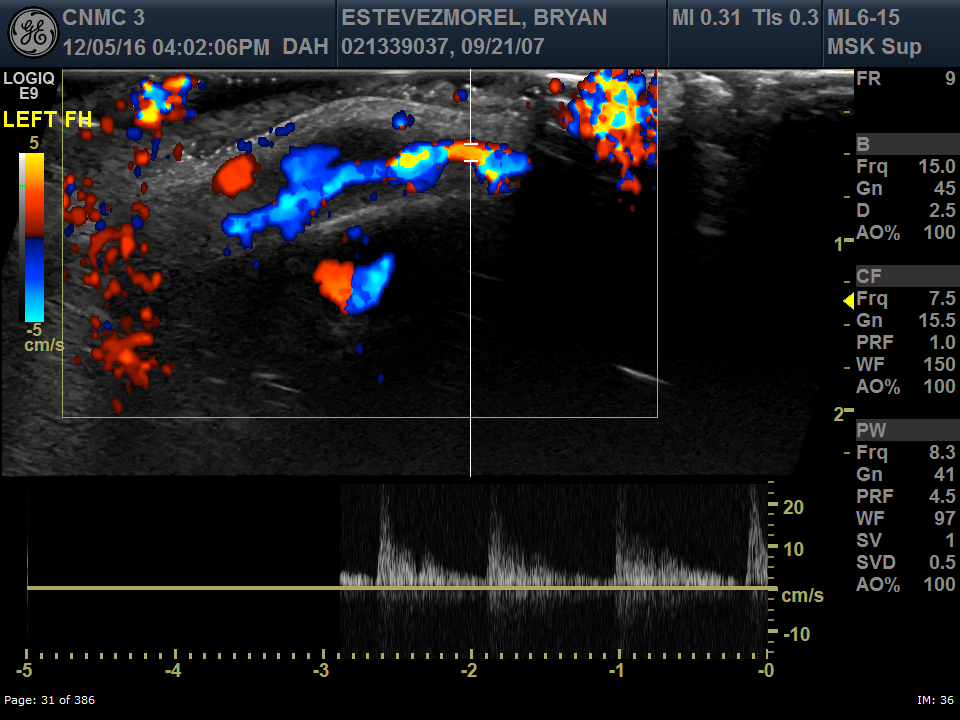 GE
CNMC 3
12/05/16 04:02:06PM DAH
ESTEVEZMOREL, BRYAN
021339037, 09/21/07
MI 0.31 TIs 0.3
ML6-15
MSK Sup
LOGIQ
E9
LEFT FH
5
-5
cm/s
1
2
FR 9
B
Frq 15.0
Gn 45
D 2.5
AO% 100
CF
Frq 7.5
Gn 15.5
PRF 1.0
WF 150
AO% 100
PW
Frq 8.3
Gn 41
PRF 4.5
WF 97
SV 1
SVD 0.5
AO% 100
20
10
cm/s
-10
-5 -4 -3 -2 -1 -0
Page: 31 of 386
IM: 36